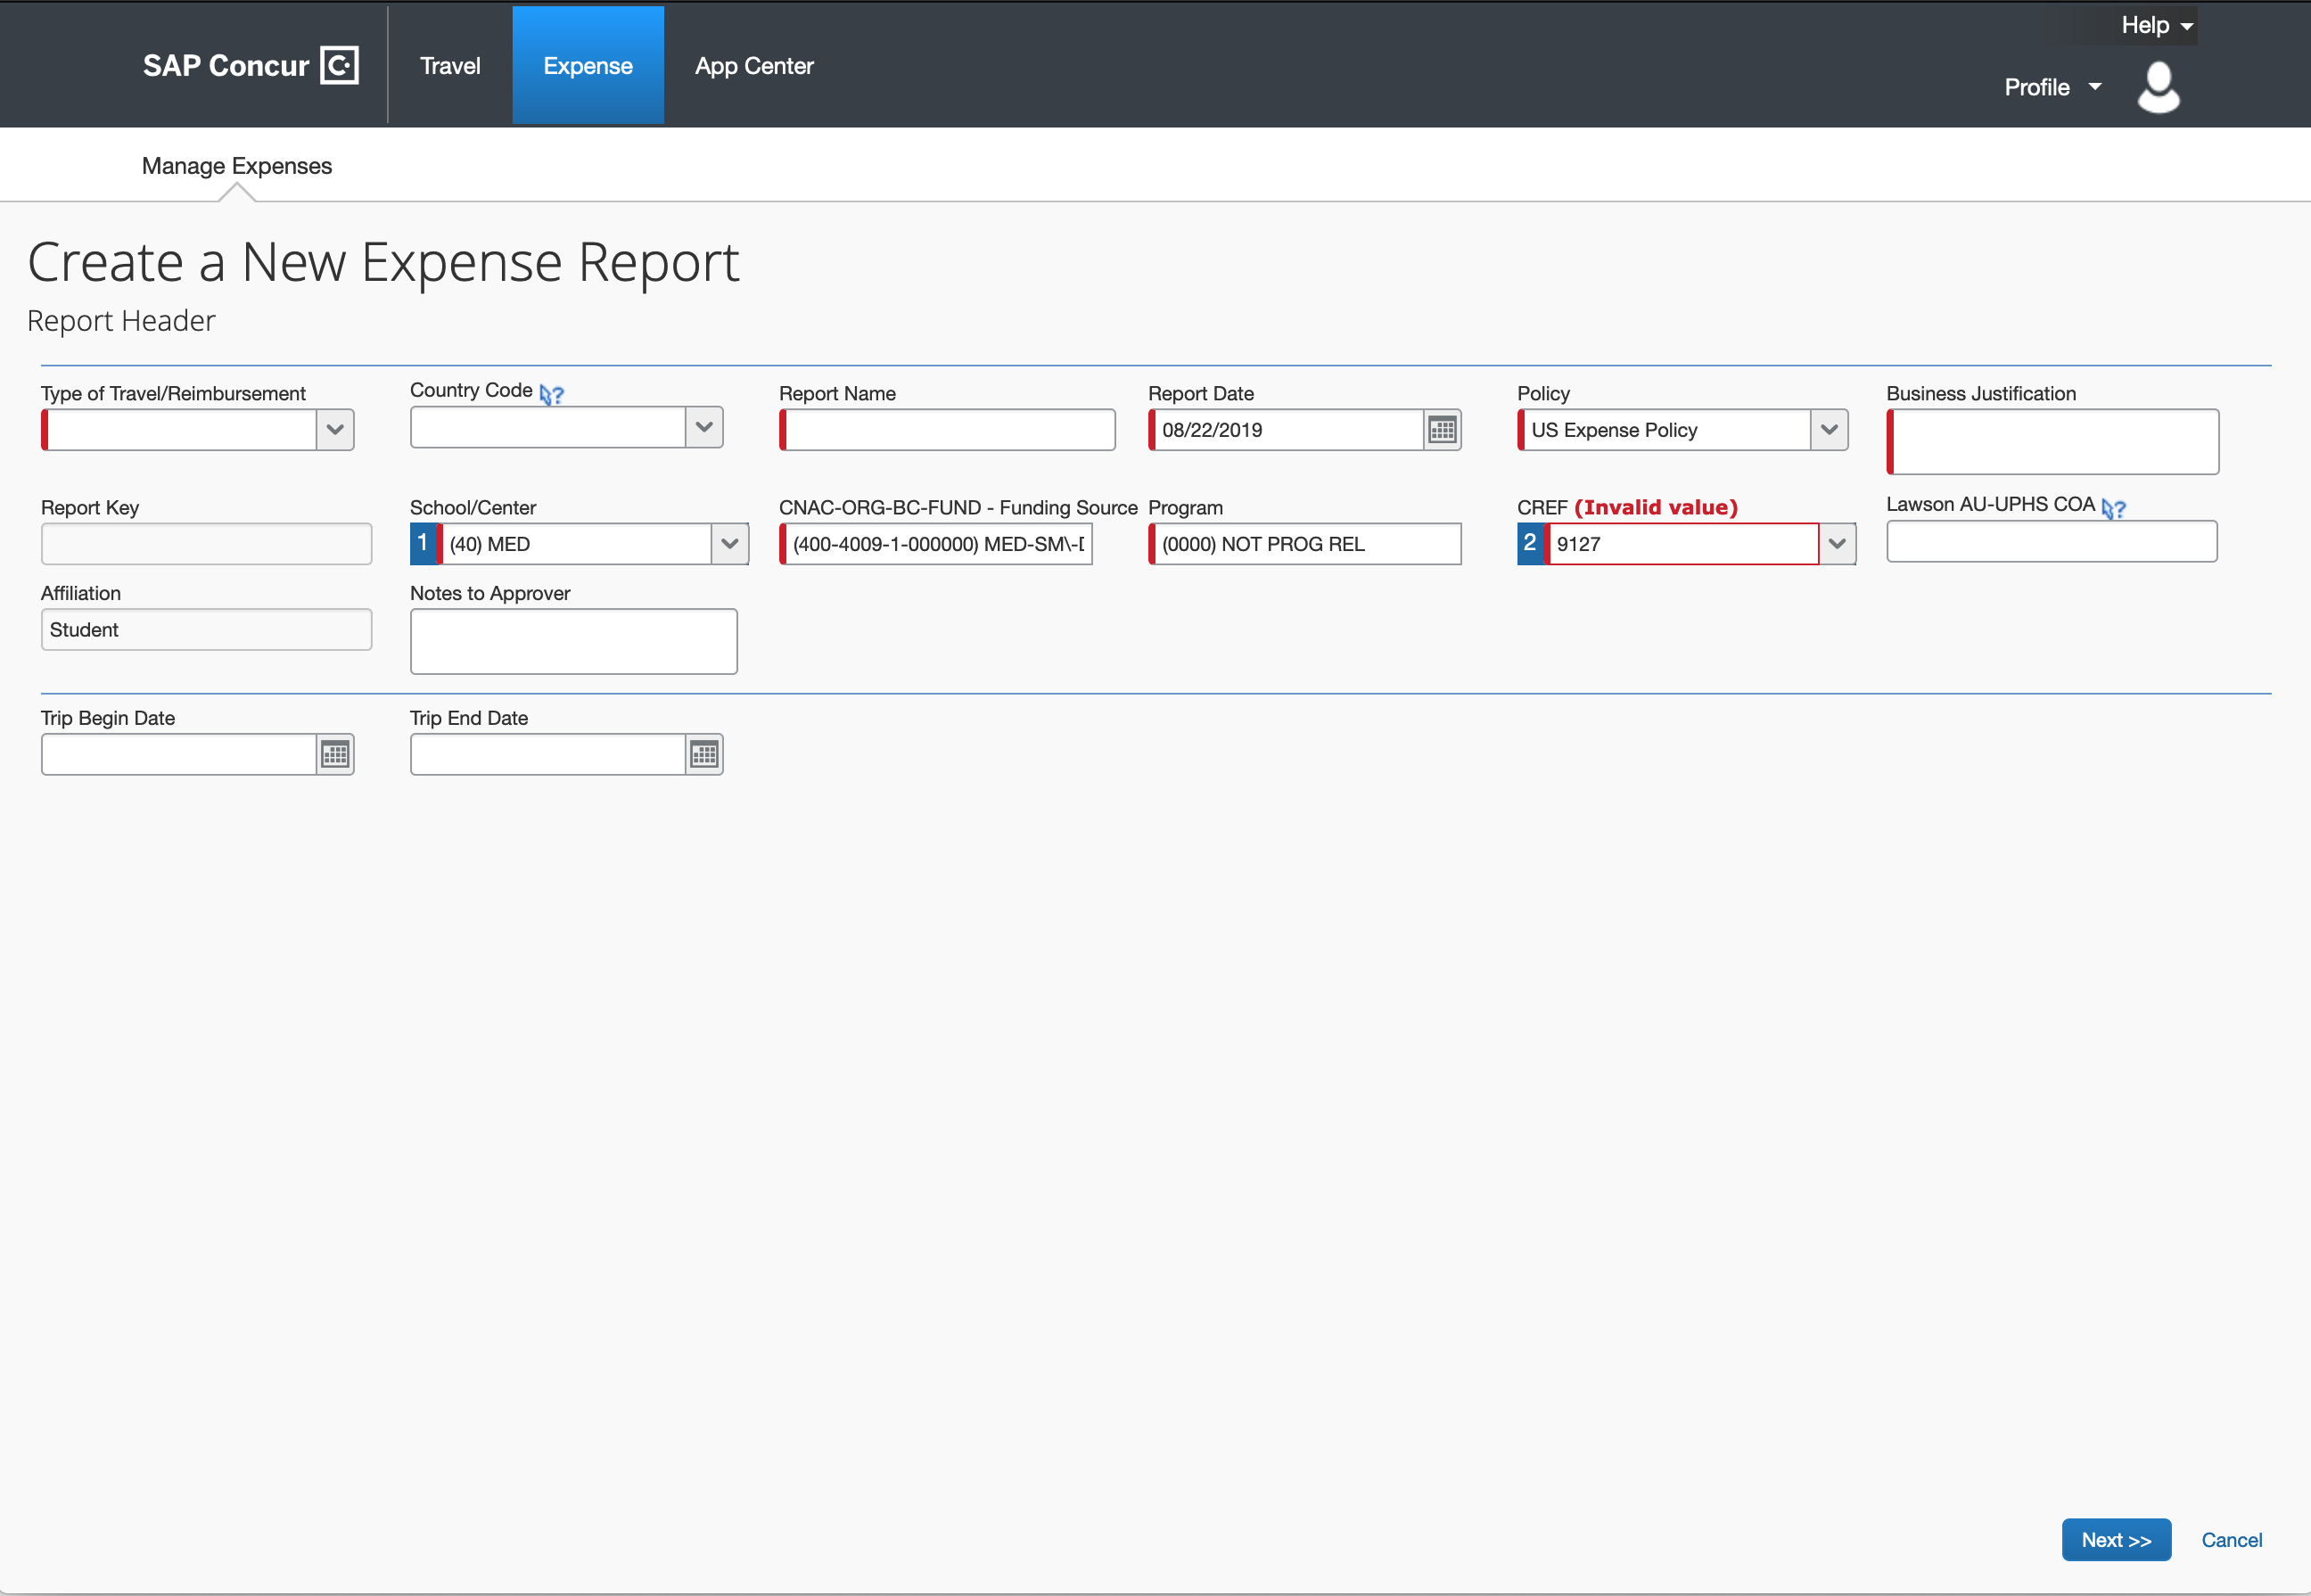 Help
SAP Concur C
Travel
Expense
App Center
Profile
Manage Expenses
Create a New Expense Report
Report Header
Type of Travel/Reimbursement
Country Code ?
Report Name
Report Date
Policy
Business Justification
08/22/2019
US Expense Policy
Report Key
School/Center
CNAC-ORG-BC-FUND - Funding Source
Program
CREF (Invalid value)
Lawson AU-UPHS COA ?
1 (40) MED
(400-4009-1-000000) MED-SM\-
(0000) NOT PROG REL
2 9127
Affiliation
Notes to Approver
Student
Trip Begin Date
Trip End Date
Next >>
Cancel